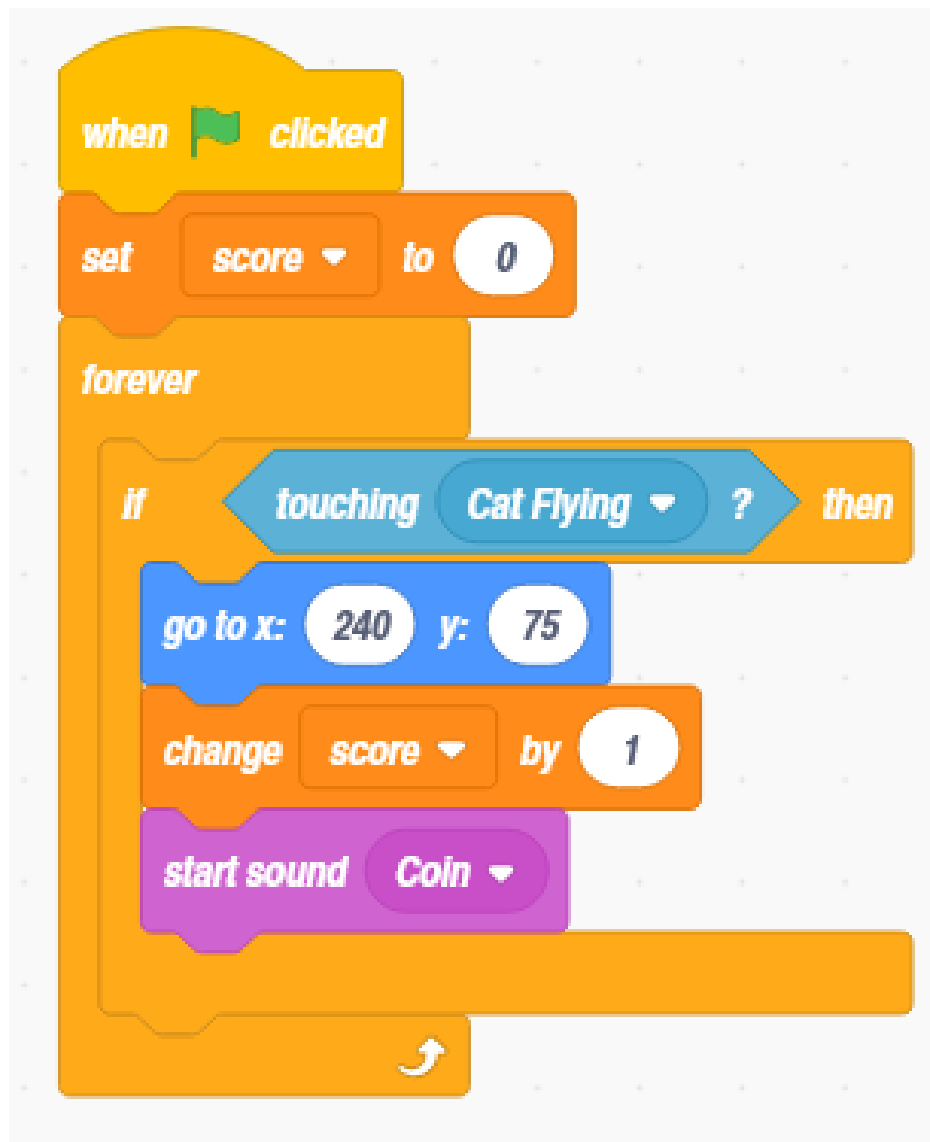 when clicked
set score to 0
forever
if touching Cat Flying ? then
go to x: 240 y: 75
change score by 1
start sound Coin